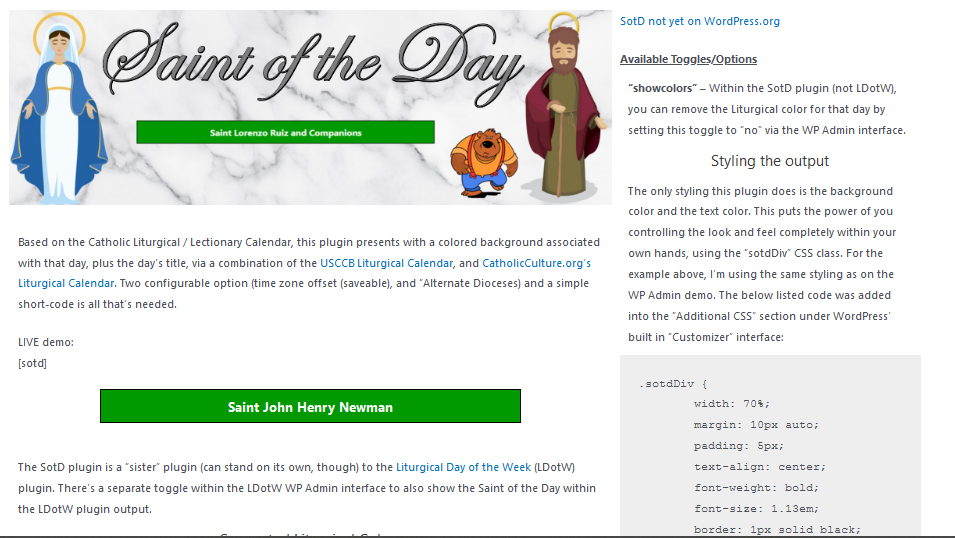 Saint of the Day
Saint Lorenzo Ruiz and Companions
Based on the Catholic Liturgical / Lectionary Calendar, this plugin presents with a colored background associated
with that day, plus the day's title, via a combination of the USCCB Liturgical Calendar, and CatholicCulture.org's
Liturgical Calendar. Two configurable option (time zone offset (saveable), and "Alternate Dioceses) and a simple
short-code is all that's needed.
LIVE demo:
[sotd]
Saint John Henry Newman
The SotD plugin is a "sister" plugin (can stand on its own, though) to the Liturgical Day of the Week (LDotW)
plugin. There's a separate toggle within the LDotW WP Admin interface to also show the Saint of the Day within
the LDotW plugin output.
SotD not yet on WordPress.org
Available Toggles/Options
"showcolors" – Within the SotD plugin (not LDotW),
you can remove the Liturgical color for that day by
setting this toggle to "no" via the WP Admin interface.
Styling the output
The only styling this plugin does is the background
color and the text color. This puts the power of you
controlling the look and feel completely within your
own hands, using the "sotdDiv" CSS class. For the
example above, I'm using the same styling as on the
WP Admin demo. The below listed code was added
into the "Additional CSS" section under WordPress'
built in "Customizer" interface:
.sotdDiv {
width: 70%;
margin: 10px auto;
padding: 5px;
text-align: center;
font-weight: bold;
font-size: 1.13em;
border: 1px solid black;